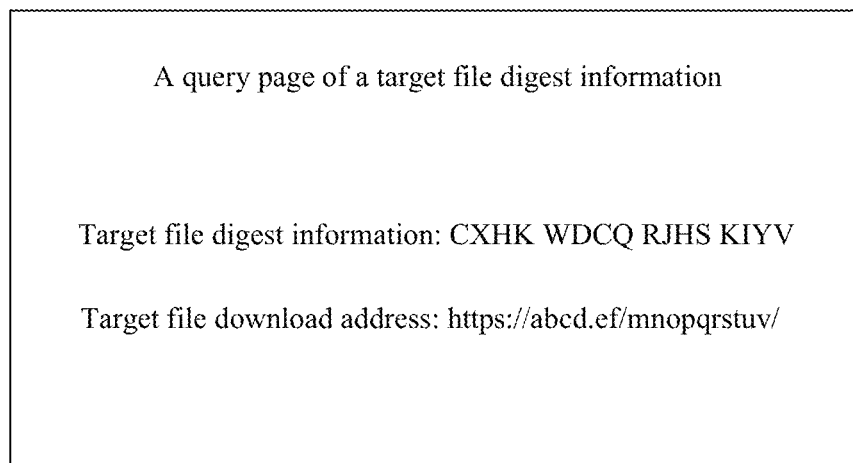 A query page of a target file digest information
Target file digest information: CXHK WDCQ RJHS KIYV
Target file download address: https://abcd.ef/mnopqrstuv/